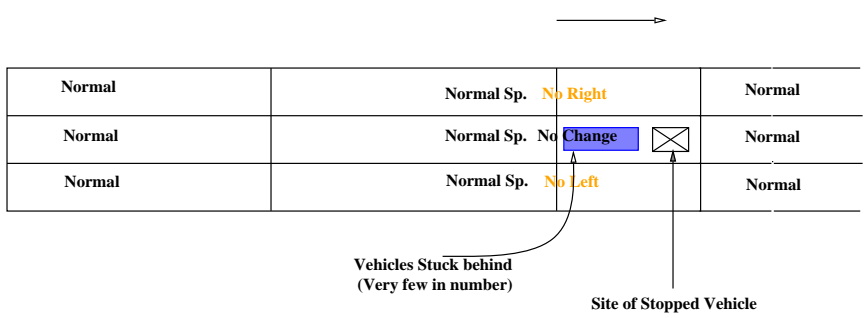 Normal Normal Sp. No Right Normal
Normal Normal Sp. No Change Normal
Normal Normal Sp. No Left Normal
Vehicles Stuck behind
(Very few in number)
Site of Stopped Vehicle